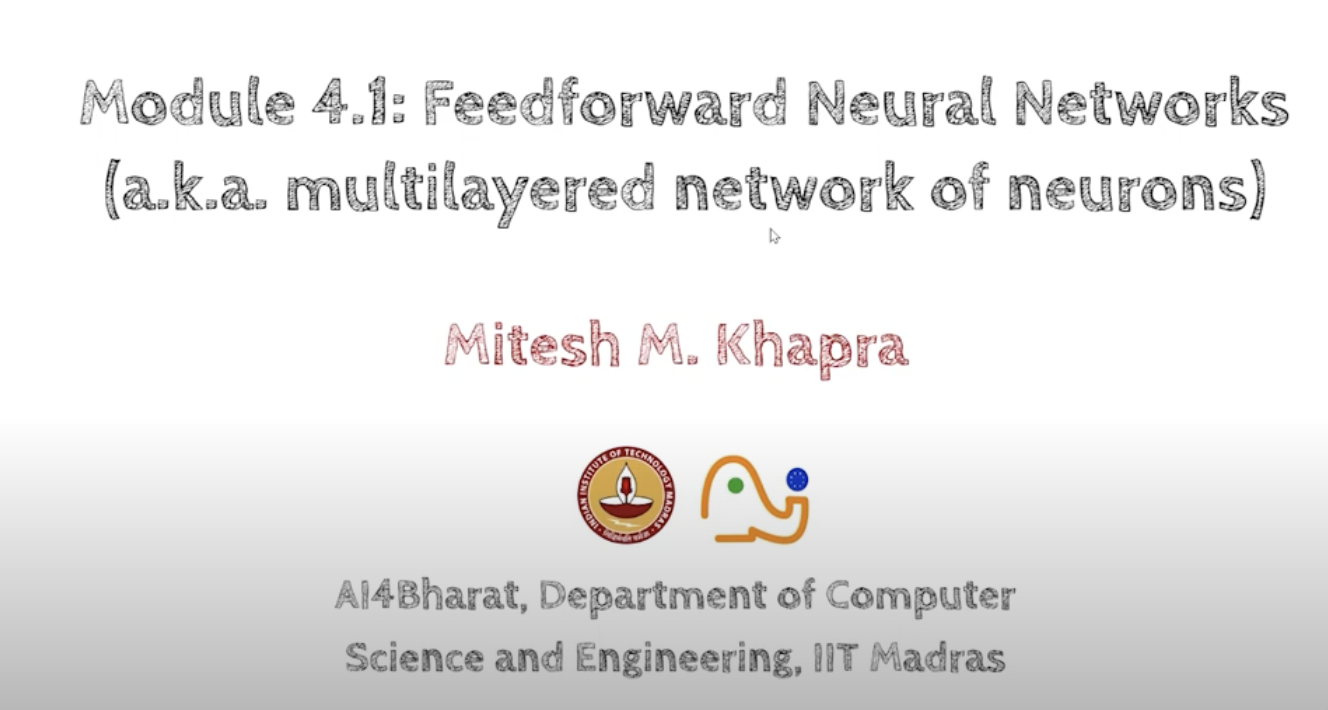 Module 4.1: Feedforward Neural Networks
(a.k.a. multilayered network of neurons)
Mitesh M. Khapra
INDIAN INSTITUTE OF TECHNOLOGY MADRAS
AI4Bharat, Department of Computer
Science and Engineering, IIT Madras